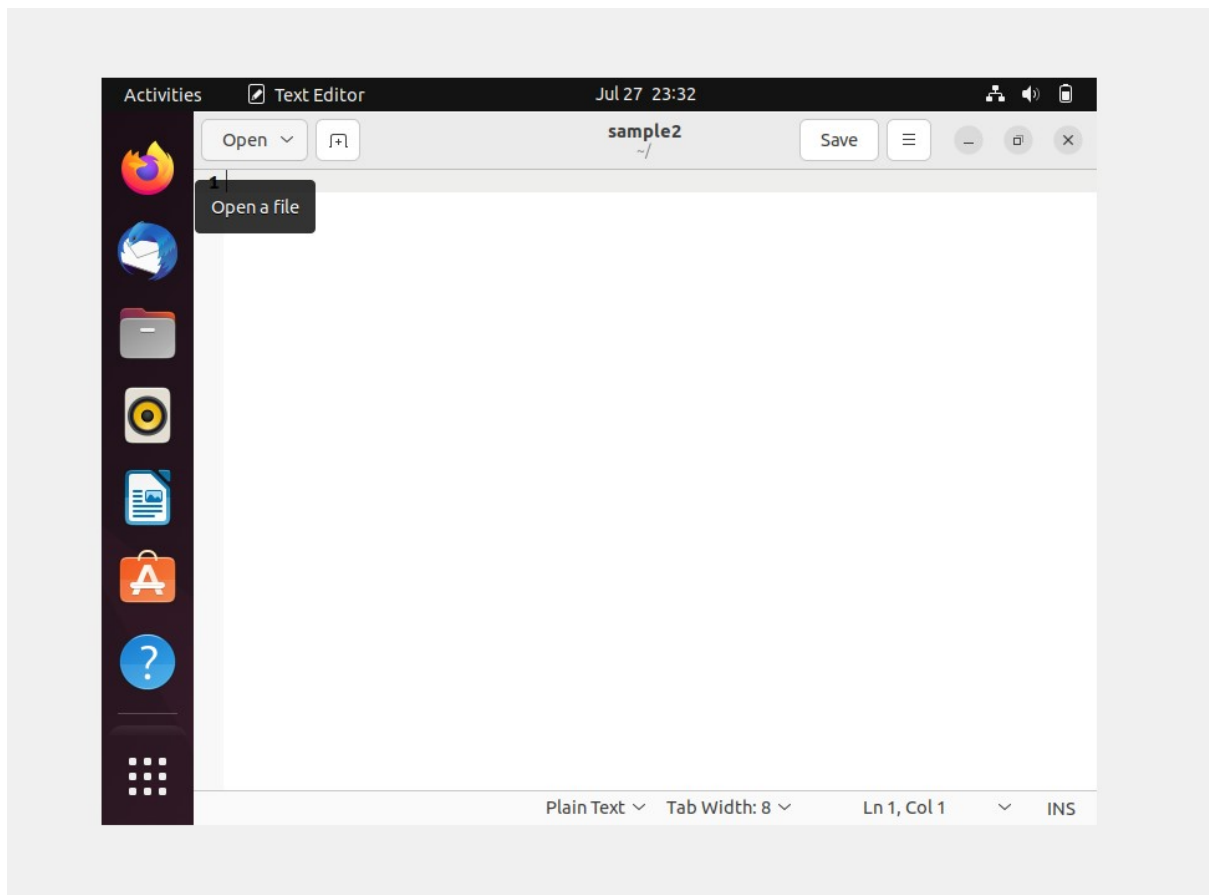 Activities Text Editor Jul 27 23:32
Open sample2 Save
~/
1
Open a file
Plain Text Tab Width: 8 Ln 1, Col 1 INS